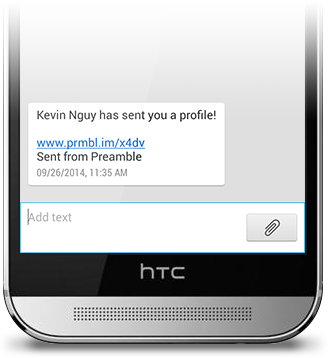 Kevin Nguy has sent you a profile!
www.prmbl.im/x4dv
Sent from Preamble
09/26/2014, 11:35 AM
Add text
hTC